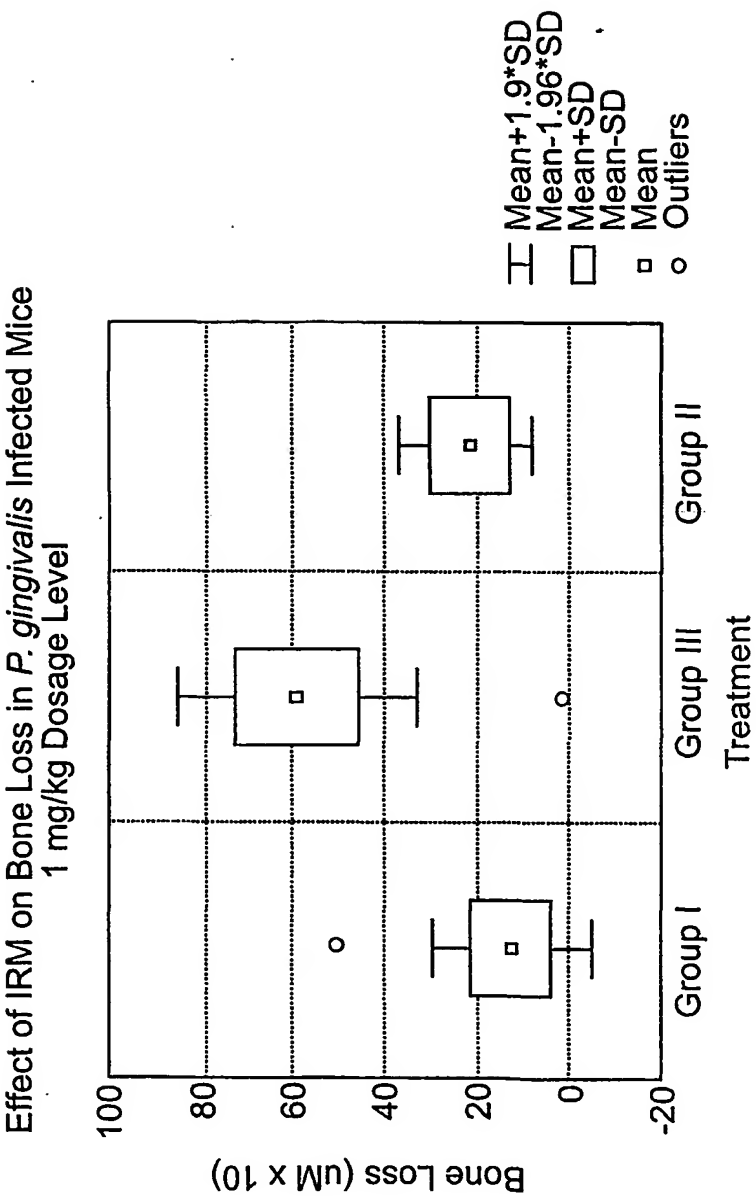 Effect of IRM on Bone Loss in P. gingivalis Infected Mice
1 mg/kg Dosage Level
Bone Loss (uM x 10)
100
80
60
40
20
0
-20
Group I
Group III
Group II
Treatment
Mean+1.9*SD
Mean-1.96*SD
Mean+SD
Mean-SD
Mean
Outliers